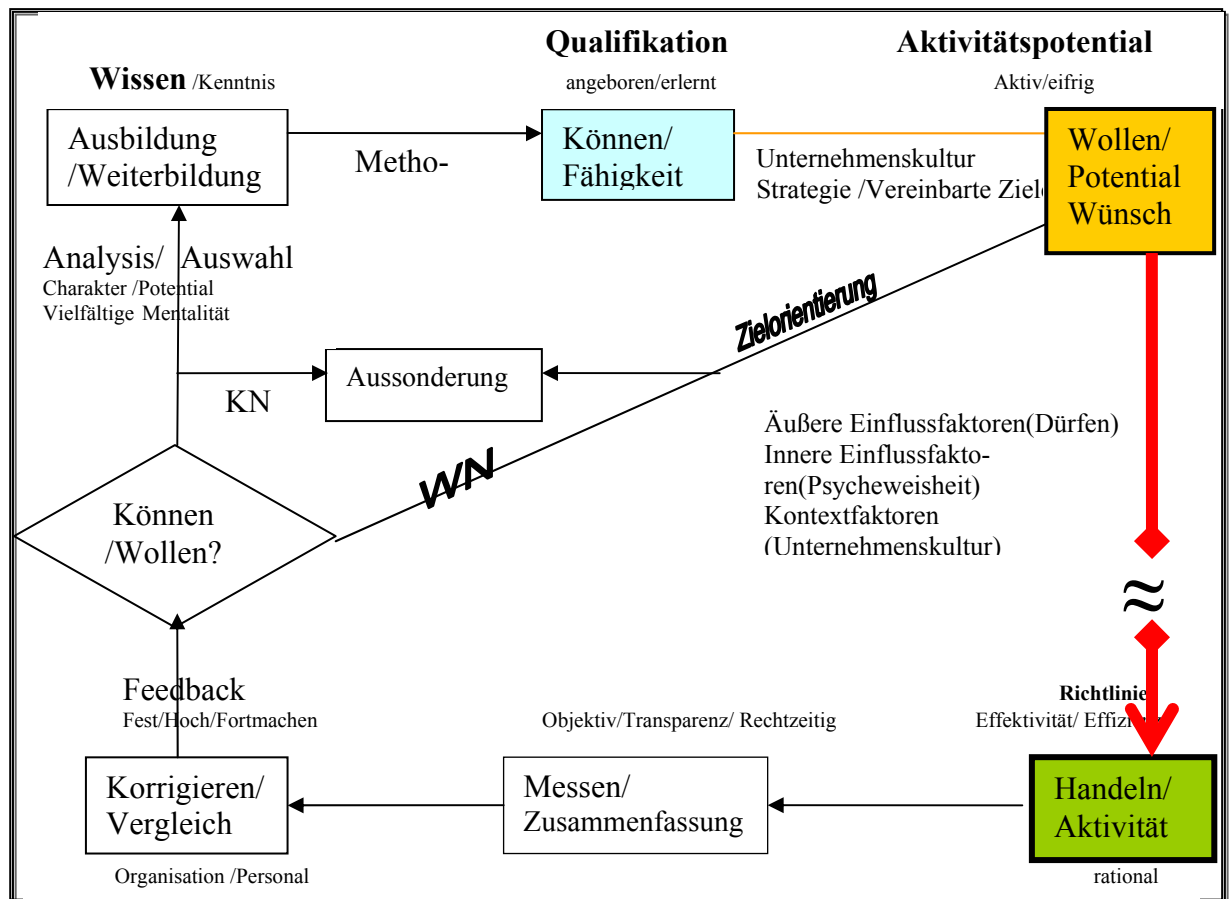 Qualifikation
Aktivitätspotential
Wissen /Kenntnis
angeboren/erlernt
Aktiv/eifrig
Ausbildung
/Weiterbildung
Metho-
Können/
Fähigkeit
Unternehmenskultur
Strategie /Vereinbarte Ziele
Wollen/
Potential
Wünsch
Analysis/ Auswahl
Charakter /Potential
Vielfältige Mentalität
Zielorientierung
Aussonderung
KN
WN
Äußere Einflussfaktoren(Dürfen)
Innere Einflussfakto-
ren(Psycheweisheit)
Kontextfaktoren
(Unternehmenskultur)
Können
/Wollen?
≈
Feedback
Fest/Hoch/Fortmachen
Objektiv/Transparenz/ Rechtzeitig
Richtlinie
Effektivität/ Effizienz
Korrigieren/
Vergleich
Messen/
Zusammenfassung
Handeln/
Aktivität
Organisation /Personal
rational